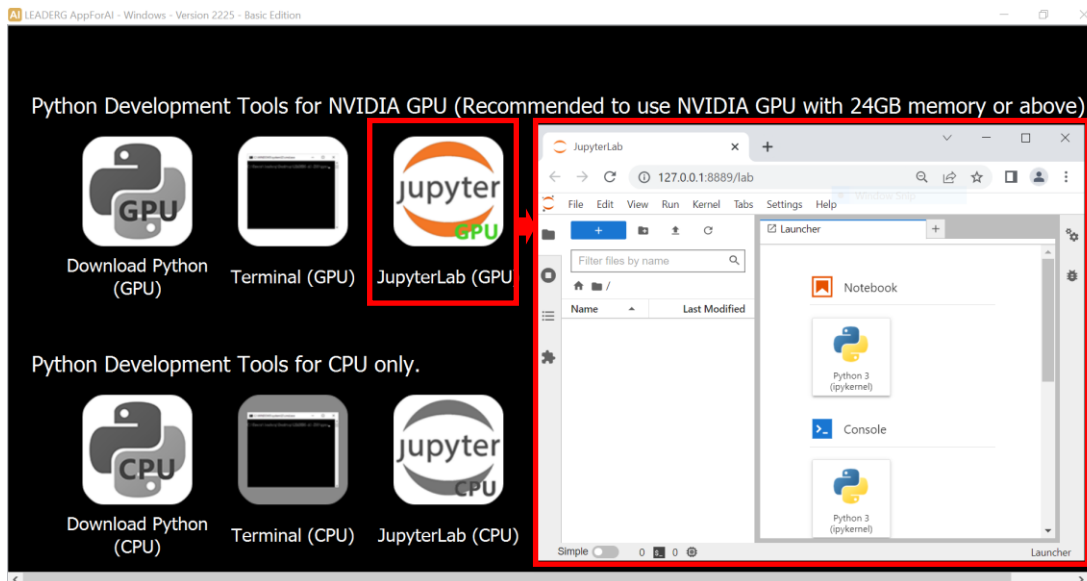 AI LEADERG AppForAI - Windows - Version 2225 - Basic Edition
Python Development Tools for NVIDIA GPU (Recommended to use NVIDIA GPU with 24GB memory or above)
GPU
jupyter
GPU
Download Python
(GPU)
Terminal (GPU)
JupyterLab (GPU)
JupyterLab
127.0.0.1:8889/lab
File Edit View Run Kernel Tabs Settings Help
Window Snip
Launcher
Filter files by name
/
Name Last Modified
Notebook
Python 3
(ipykernel)
Console
Python 3
(ipykernel)
Simple 0 0 Launcher
Python Development Tools for CPU only.
CPU
jupyter
CPU
Download Python
(CPU)
Terminal (CPU)
JupyterLab (CPU)